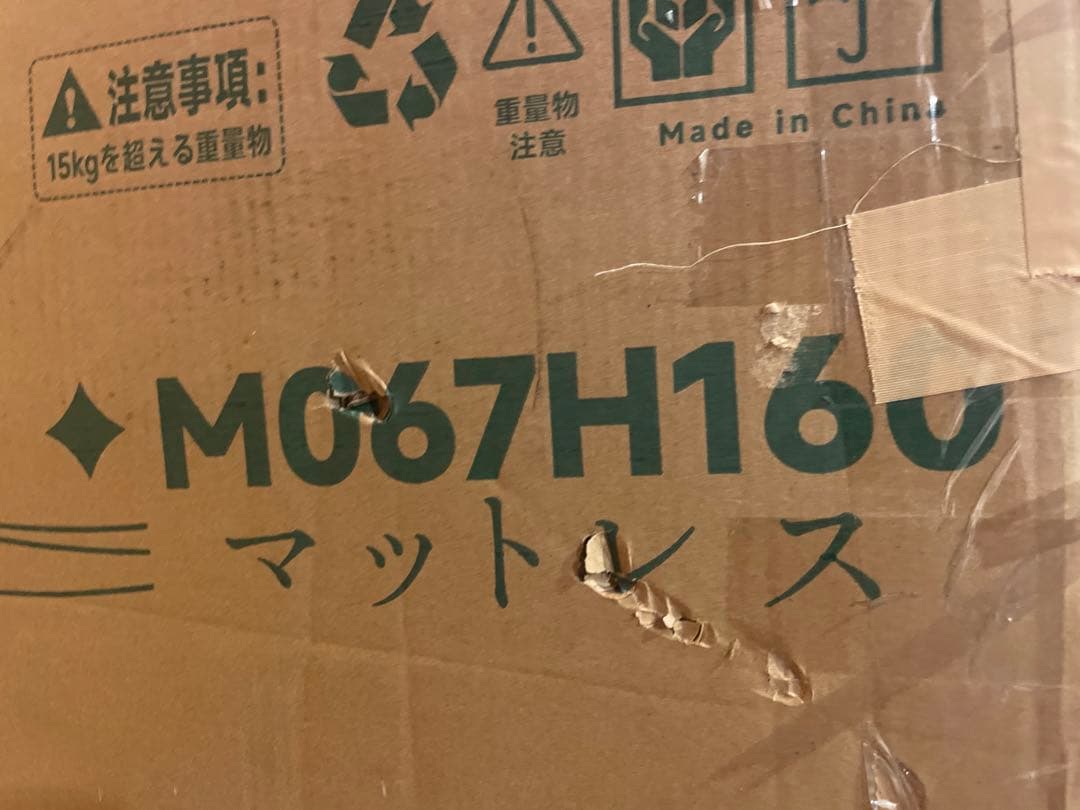 注意事項:
15kgを超える重量物
重量物
注意
Made in China
M067H160
マットレス